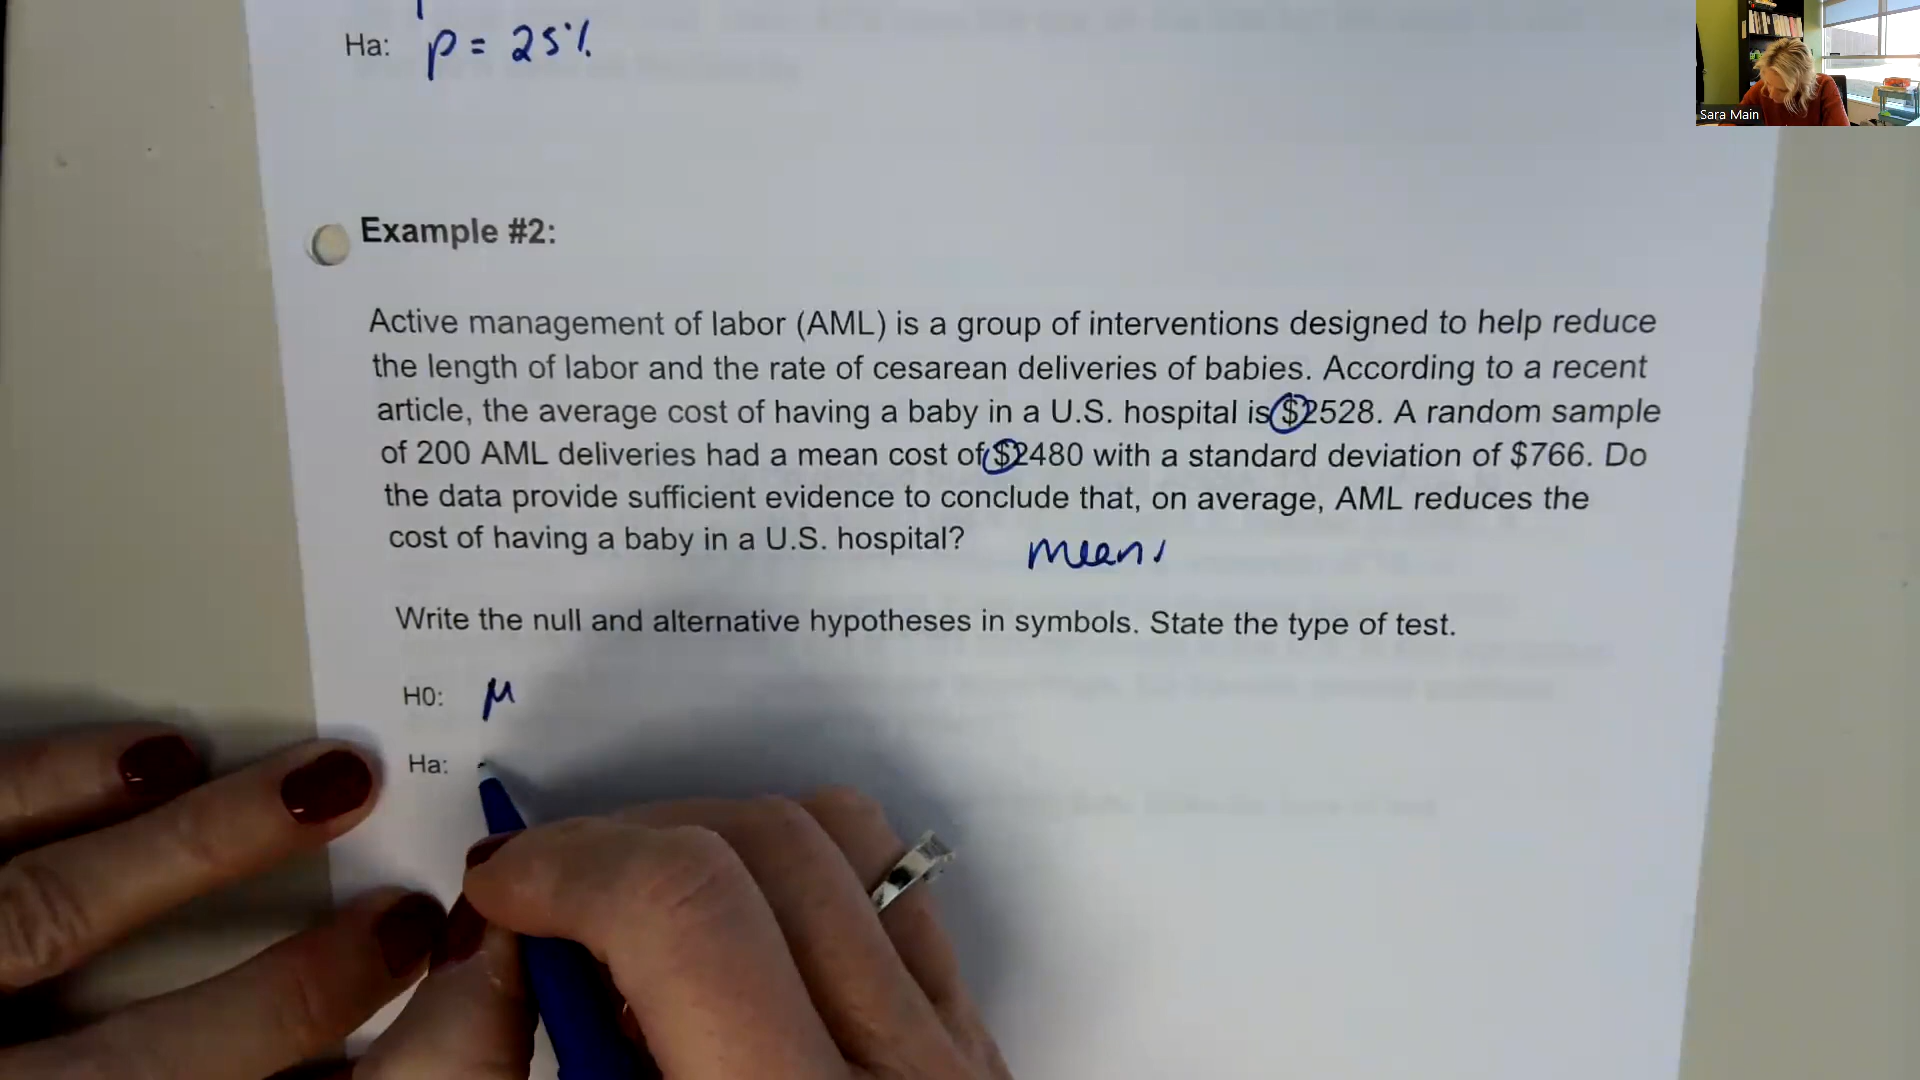 Ha: p = 25%
Sara Main
Example #2:
Active management of labor (AML) is a group of interventions designed to help reduce
the length of labor and the rate of cesarean deliveries of babies. According to a recent
article, the average cost of having a baby in a U.S. hospital is $2528. A random sample
of 200 AML deliveries had a mean cost of $2480 with a standard deviation of $766. Do
the data provide sufficient evidence to conclude that, on average, AML reduces the
cost of having a baby in a U.S. hospital?
means
Write the null and alternative hypotheses in symbols. State the type of test.
H0: μ
Ha: